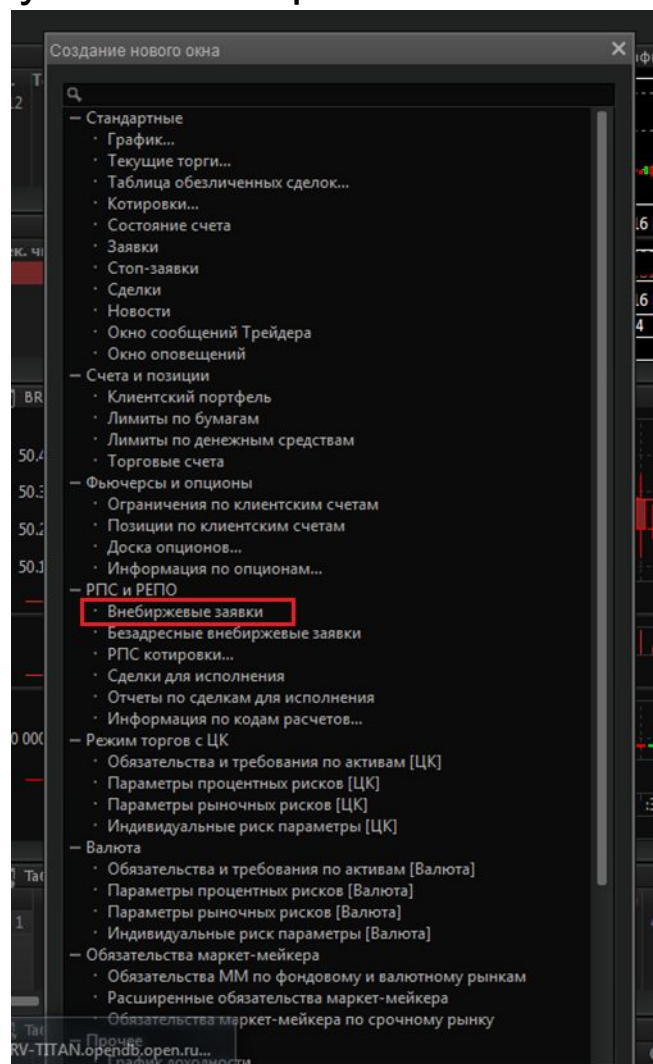 Создание нового окна
— Стандартные
· График...
· Текущие торги...
· Таблица обезличенных сделок...
· Котировки...
· Состояние счета
· Заявки
· Стоп-заявки
· Сделки
· Новости
· Окно сообщений Трейдера
· Окно оповещений
— Счета и позиции
· Клиентский портфель
· Лимиты по бумагам
· Лимиты по денежным средствам
· Торговые счета
— Фьючерсы и опционы
· Ограничения по клиентским счетам
· Позиции по клиентским счетам
· Доска опционов...
· Информация по опционам...
— РПС и РЕПО
· Внебиржевые заявки
· Безадресные внебиржевые заявки
· РПС котировки...
· Сделки для исполнения
· Отчеты по сделкам для исполнения
· Информация по кодам расчетов...
— Режим торгов с ЦК
· Обязательства и требования по активам [ЦК]
· Параметры процентных рисков [ЦК]
· Параметры рыночных рисков [ЦК]
· Индивидуальные риск параметры [ЦК]
— Валюта
· Обязательства и требования по активам [Валюта]
· Параметры процентных рисков [Валюта]
· Параметры рыночных рисков [Валюта]
· Индивидуальные риск параметры [Валюта]
— Обязательства маркет-мейкера
· Обязательства ММ по фондовому и валютному рынкам
· Расширенные обязательства маркет-мейкера
· Обязательства маркет-мейкера по срочному рынку
— Прочее
· График доходности
BR
50.1
1
RV-TITAN.opendb.open.ru...